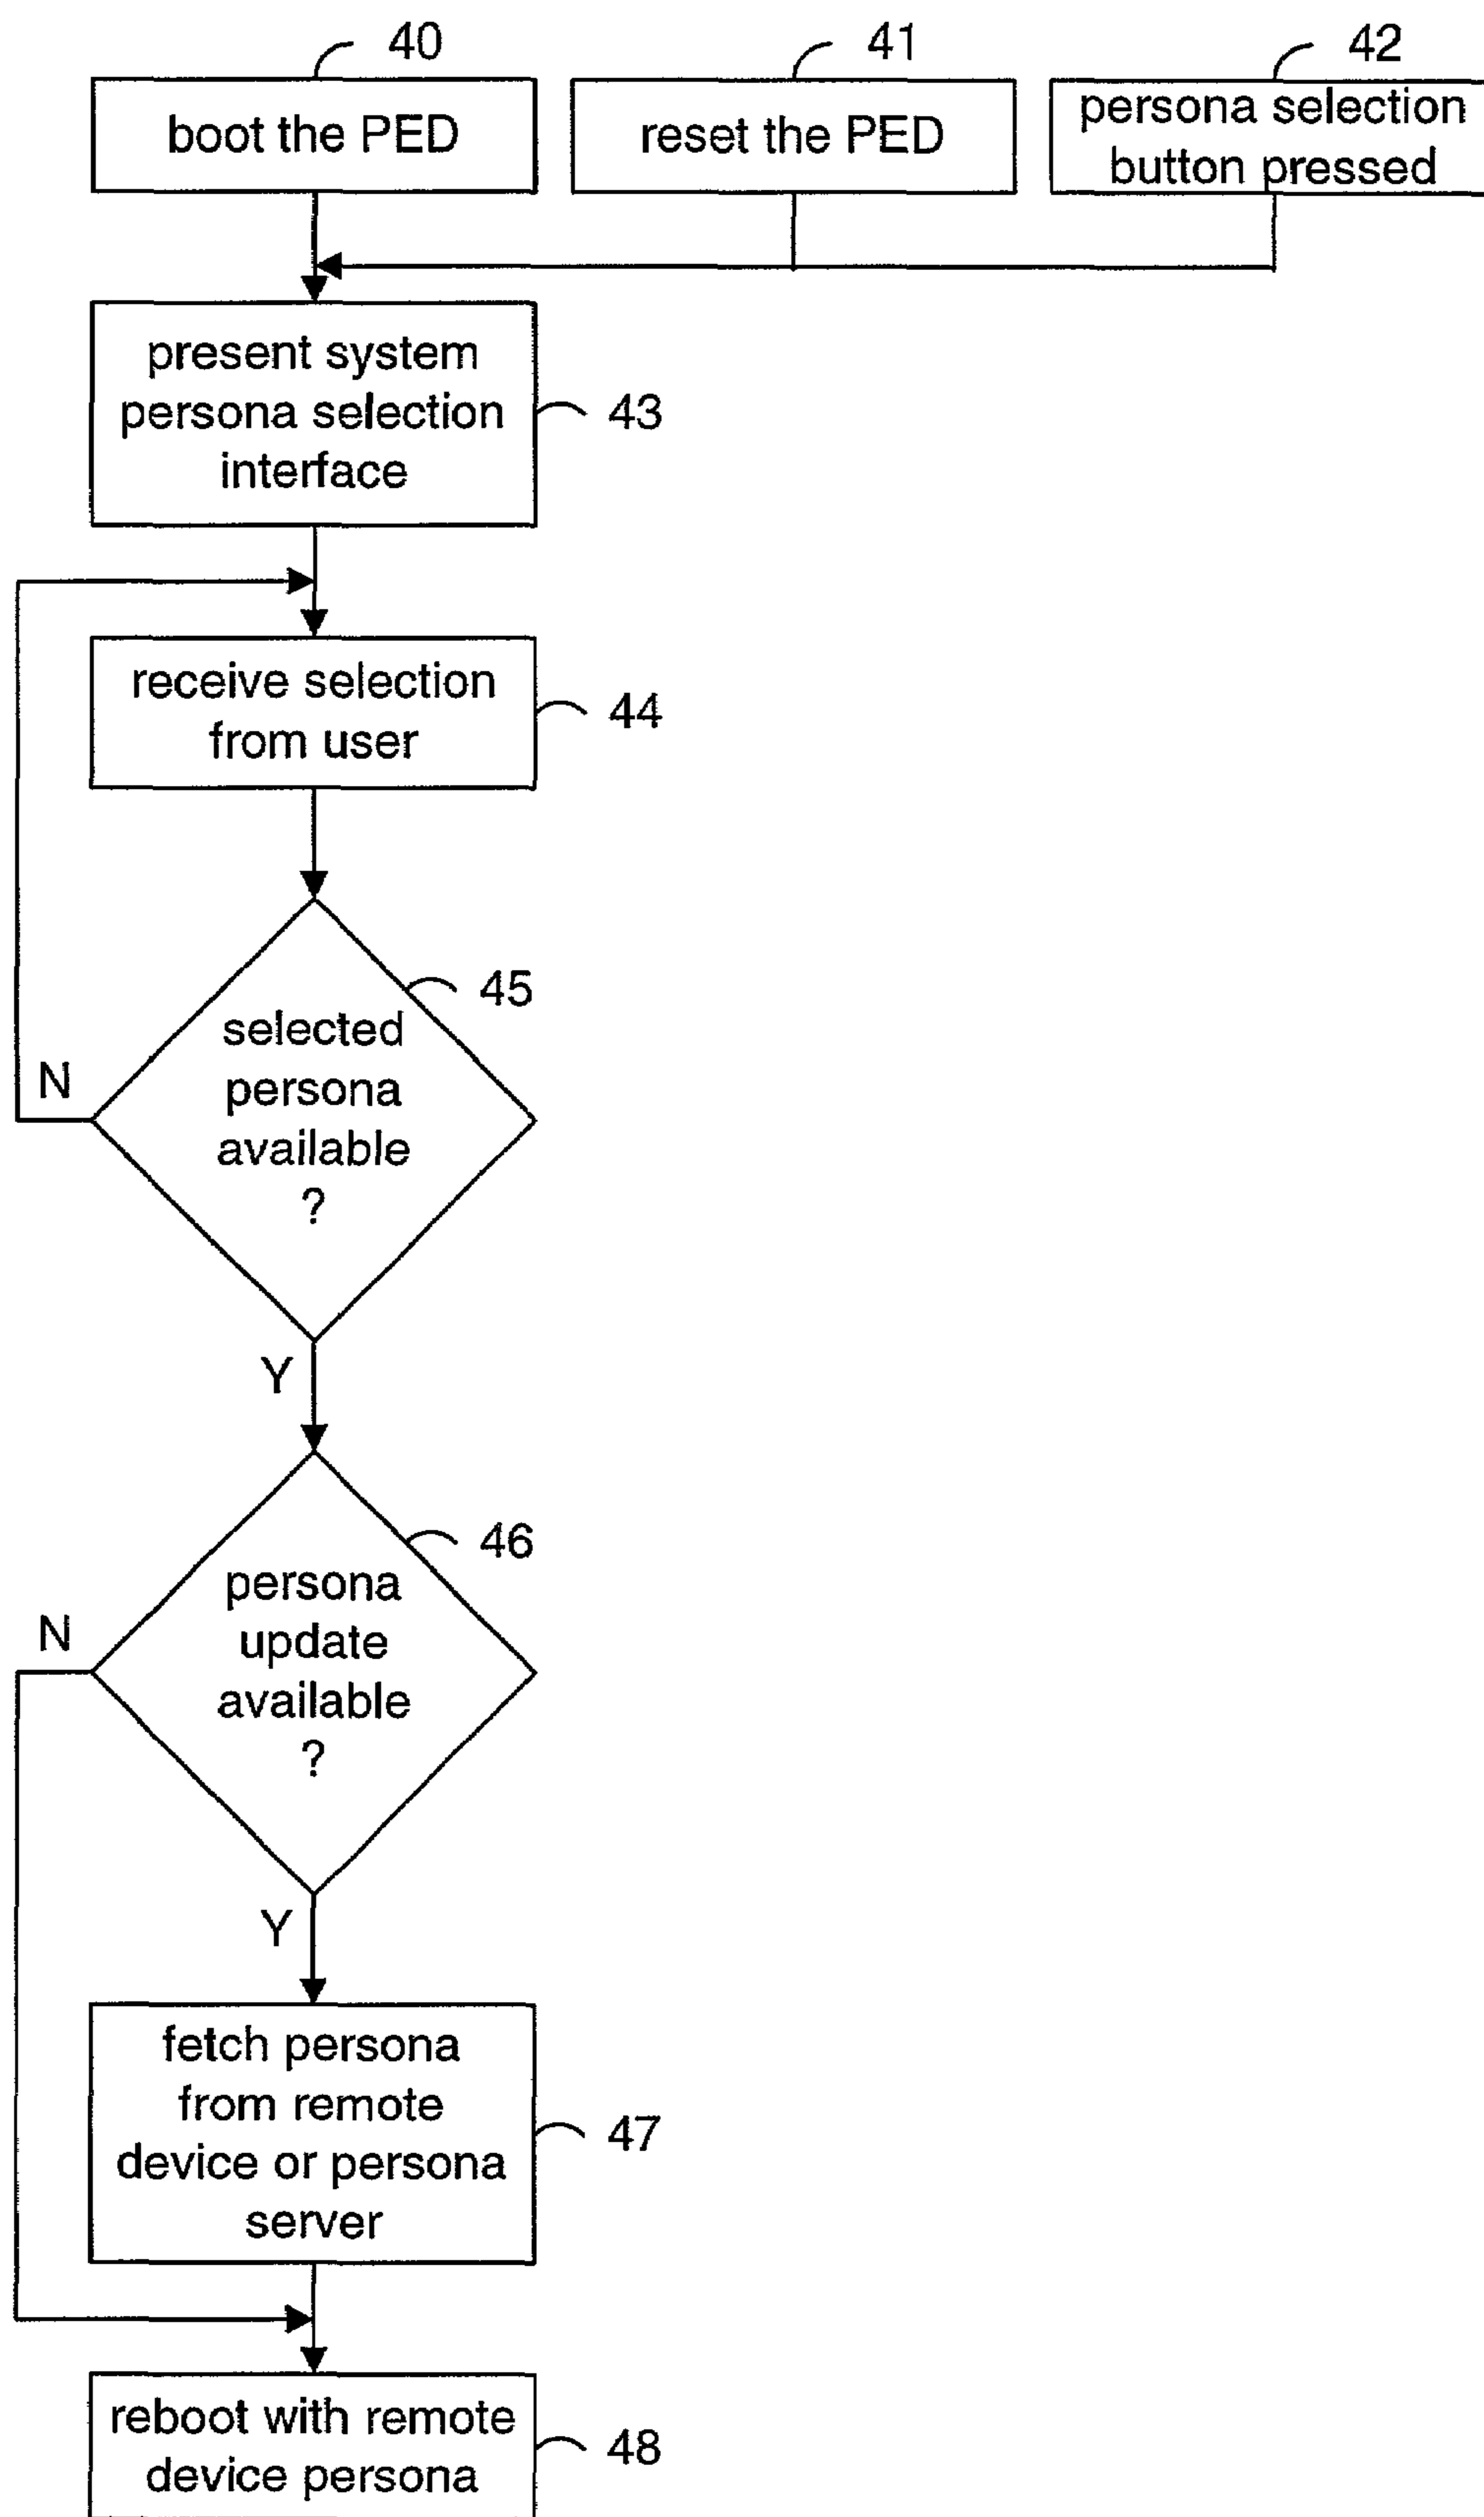 40
41
42
boot the PED
reset the PED
persona selection
button pressed
present system
persona selection
interface
43
receive selection
from user
44
45
selected
persona
available
?
N
Y
46
persona
update
available
?
N
Y
fetch persona
from remote
device or persona
server
47
reboot with remote
device persona
48